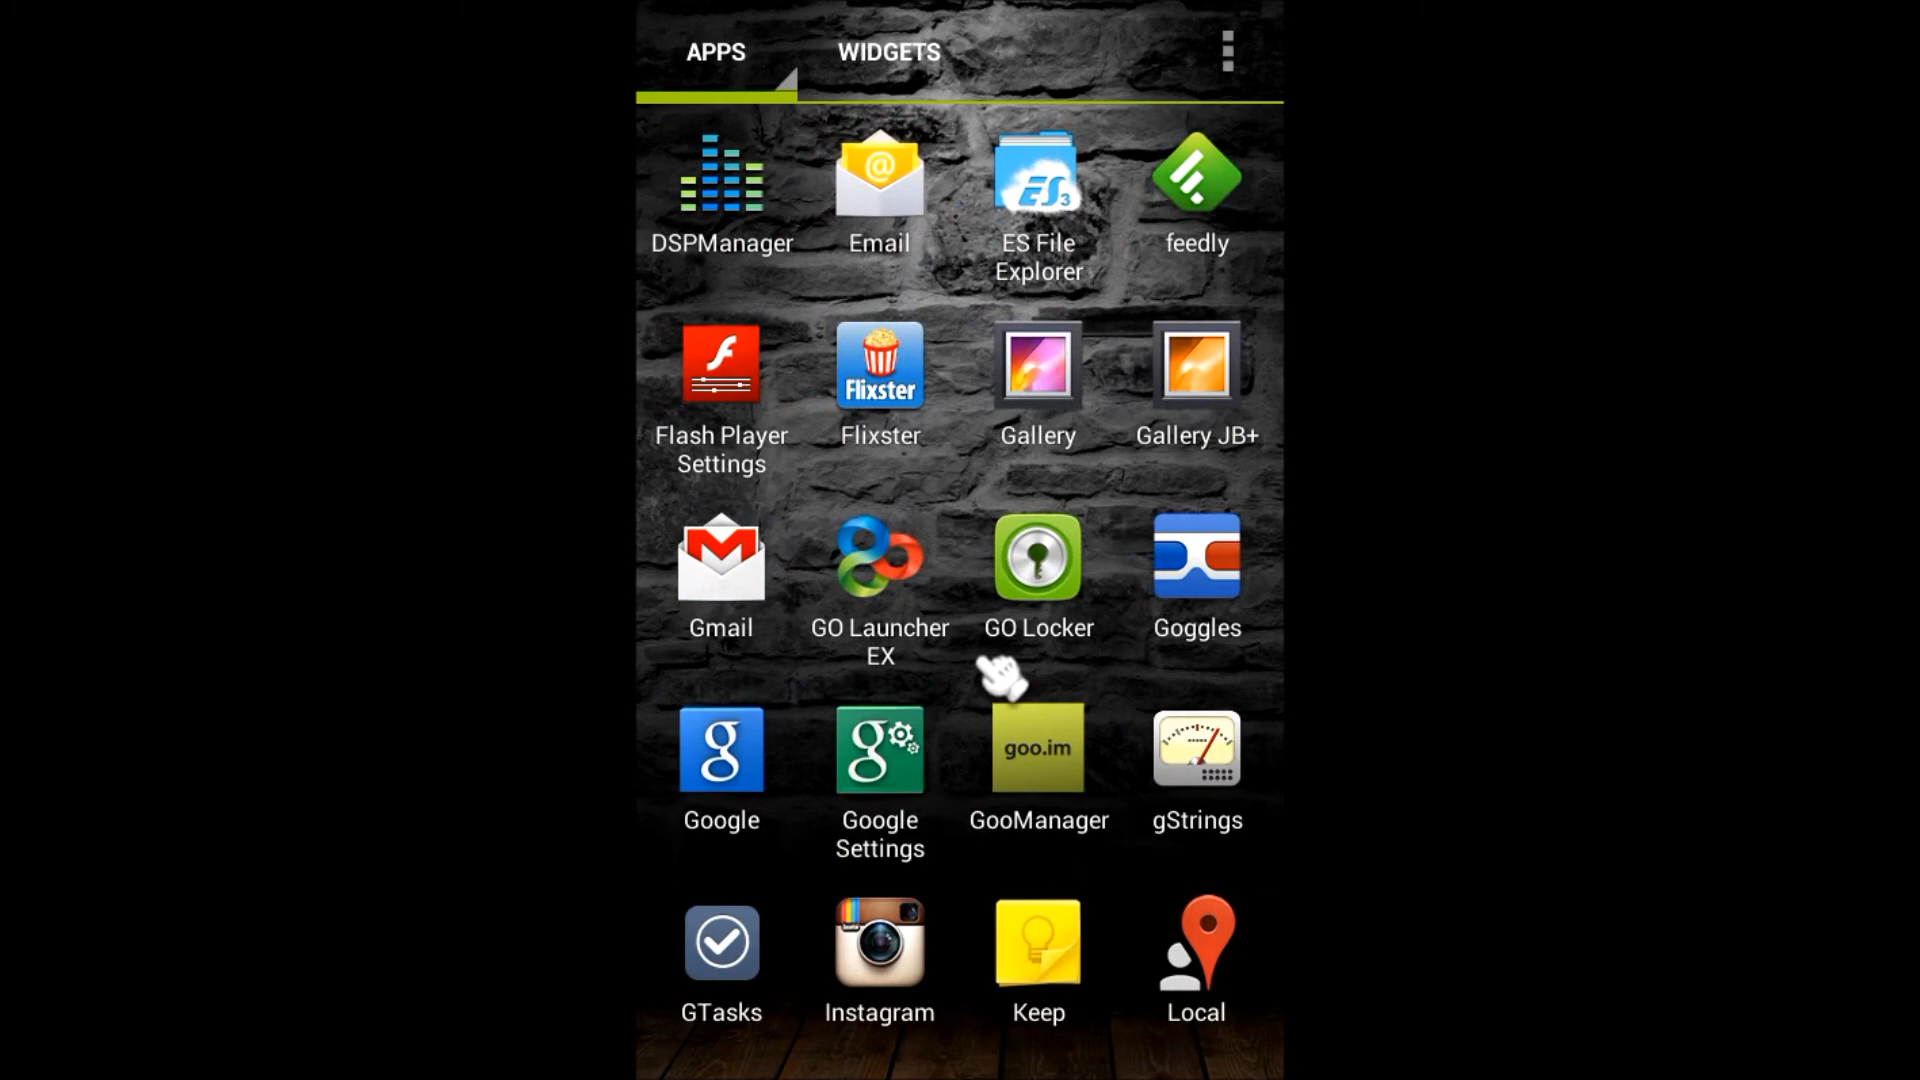 APPS WIDGETS
@
ES3
DSPManager Email ES File Explorer feedly
Flixster
Flash Player Settings Flixster Gallery Gallery JB+
Gmail GO Launcher EX GO Locker Goggles
g g goo.im
Google Google Settings GooManager gStrings
GTasks Instagram Keep Local